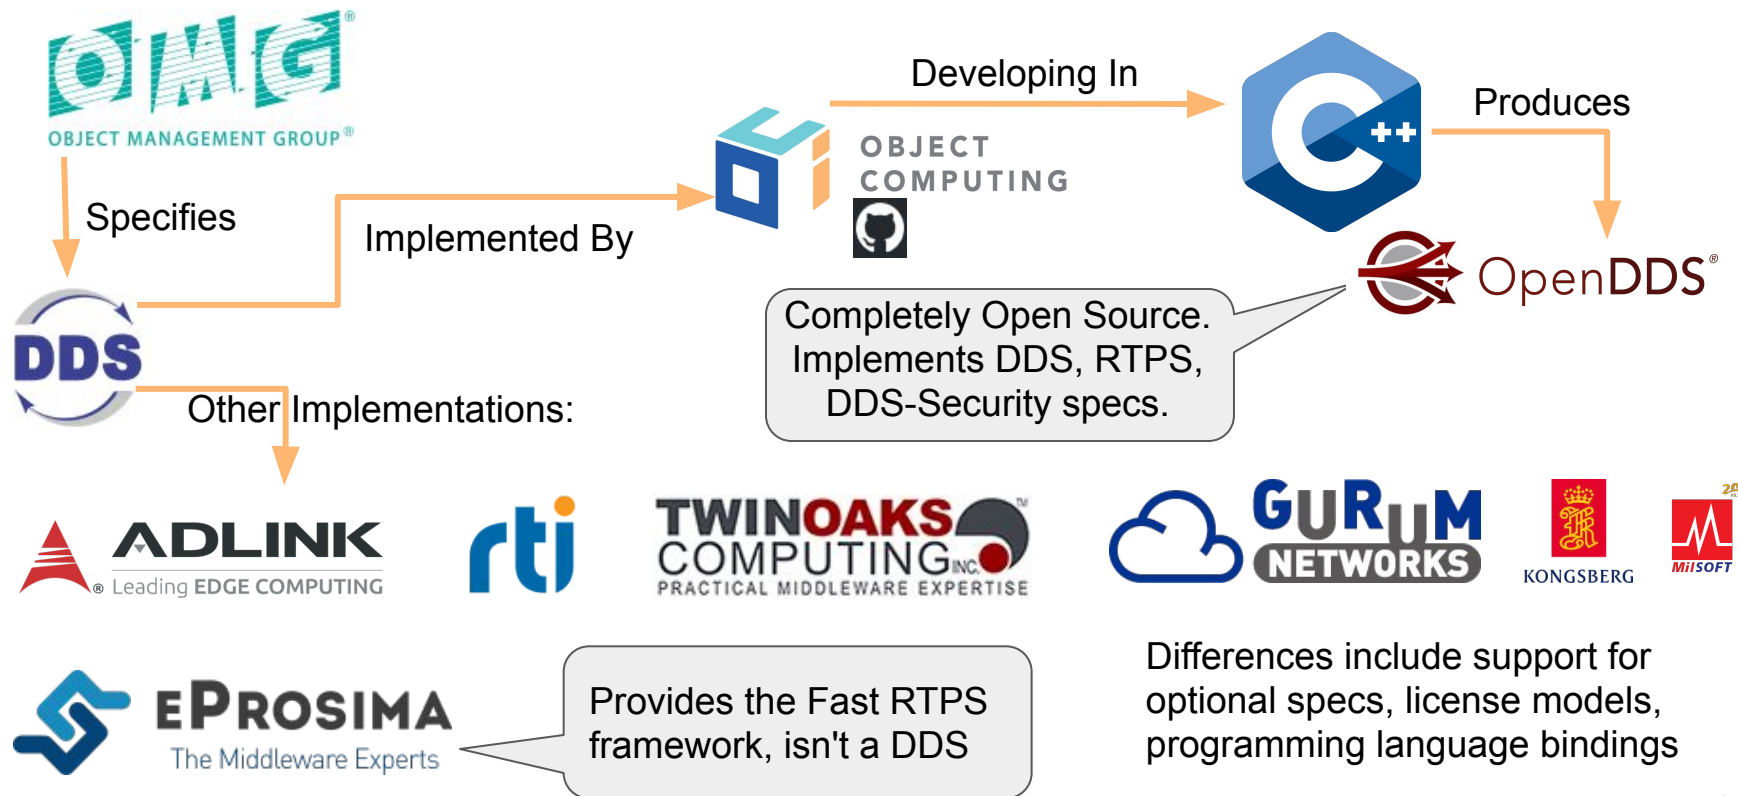 OMG®
OBJECT MANAGEMENT GROUP®
Specifies
DDS
Implemented By
OBJECT
COMPUTING
Developing In
C++
Produces
OpenDDS®
Completely Open Source.
Implements DDS, RTPS,
DDS-Security specs.
Other Implementations:
ADLINK
® Leading EDGE COMPUTING
rti
TWINOAKS™
COMPUTING INC.
PRACTICAL MIDDLEWARE EXPERTISE
GURUM
NETWORKS
KONGSBERG
MilSOFT
EPROSIMA
The Middleware Experts
Provides the Fast RTPS
framework, isn't a DDS
Differences include support for
optional specs, license models,
programming language bindings